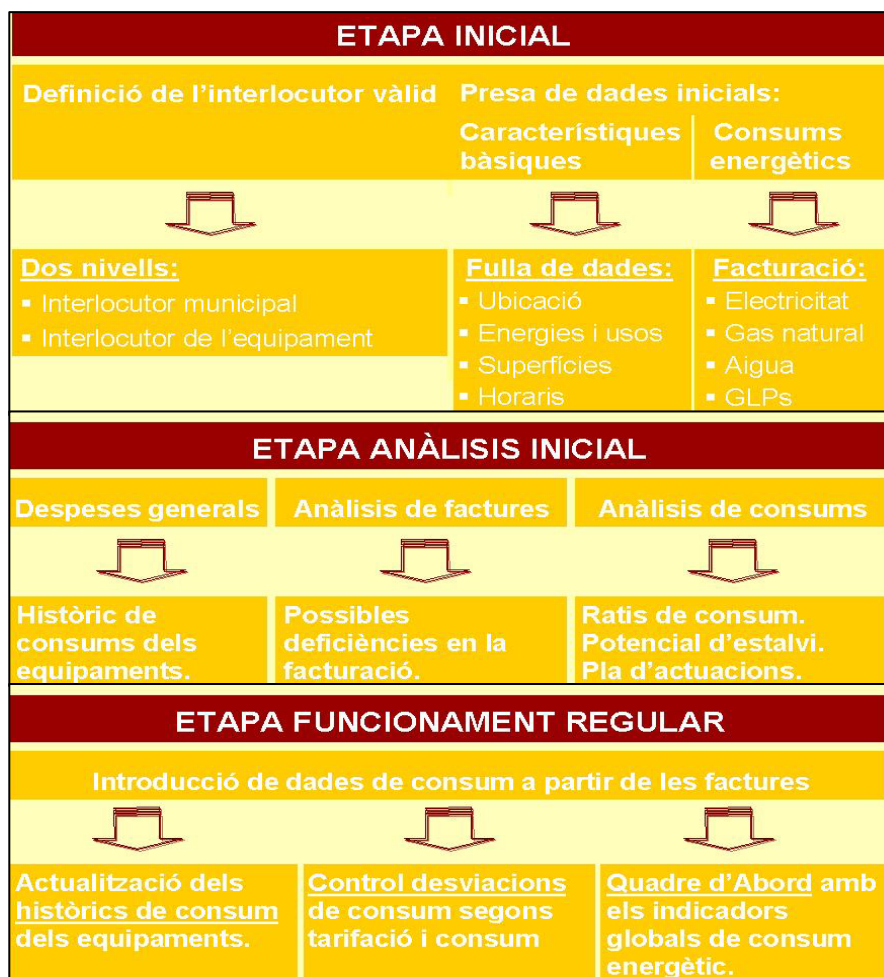 ETAPA INICIAL
Definició de l'interlocutor vàlid
Presa de dades inicials:
Característiques
bàsiques
Consums
energètics
Dos nivells:
▪ Interlocutor municipal
▪ Interlocutor de l'equipament
Fulla de dades:
▪ Ubicació
▪ Energies i usos
▪ Superfícies
▪ Horaris
Facturació:
▪ Electricitat
▪ Gas natural
▪ Aigua
▪ GLPs
ETAPA ANÀLISIS INICIAL
Despeses generals
Anàlisis de factures
Anàlisis de consums
Històric de
consums dels
equipaments.
Possibles
deficiències en la
facturació.
Ratis de consum.
Potencial d'estalvi.
Pla d'actuacions.
ETAPA FUNCIONAMENT REGULAR
Introducció de dades de consum a partir de les factures
Actualització dels
històrics de consum
dels equipaments.
Control desviacions
de consum segons
tarifació i consum
Quadre d'Abord amb
els indicadors
globals de consum
energètic.